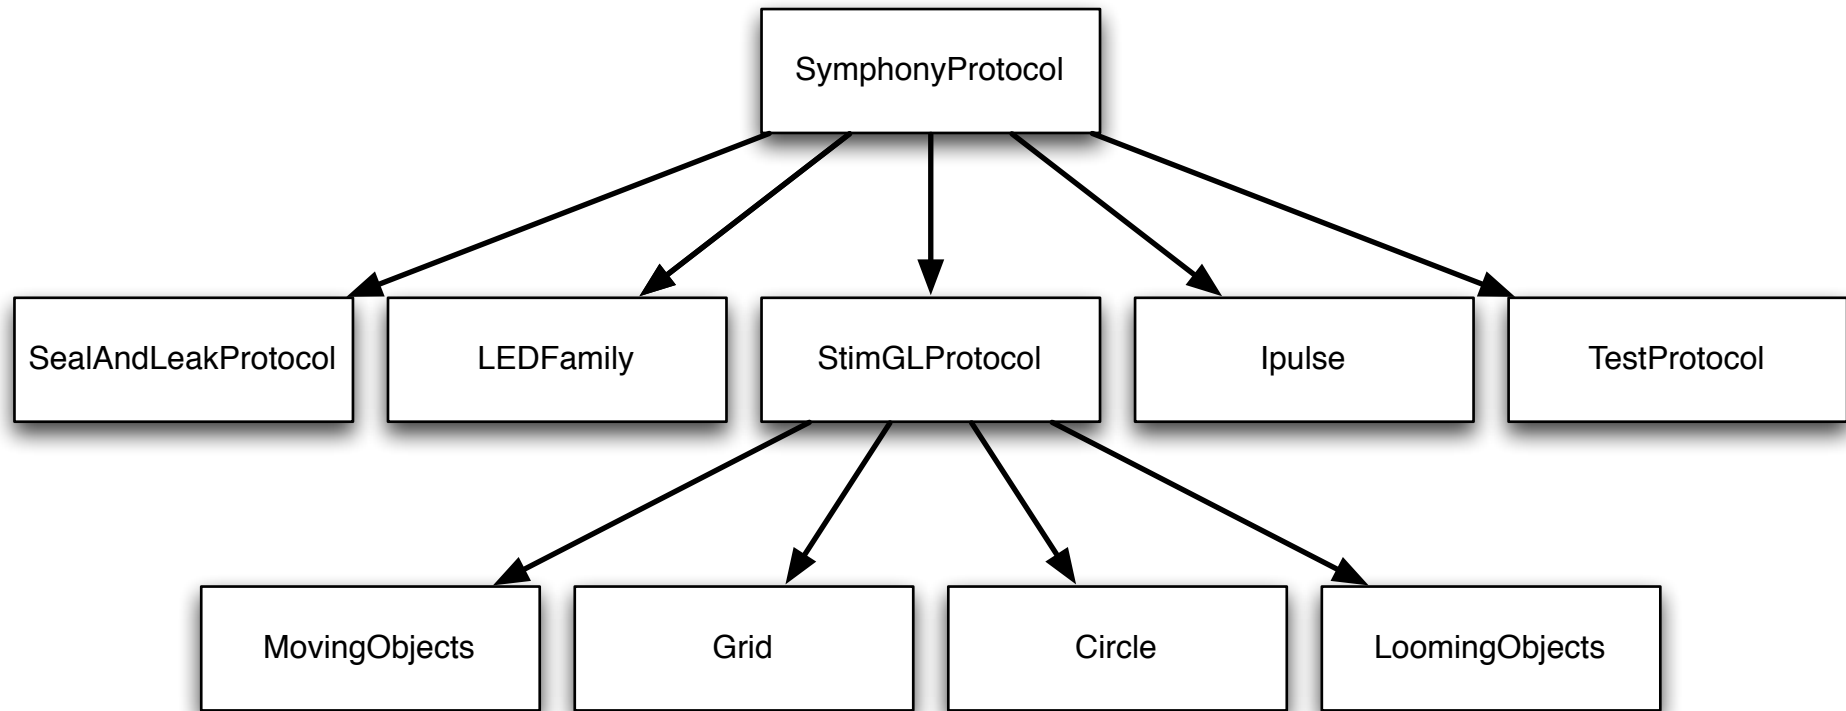 SymphonyProtocol
SealAndLeakProtocol
LEDFamily
StimGLProtocol
Ipulse
TestProtocol
MovingObjects
Grid
Circle
LoomingObjects